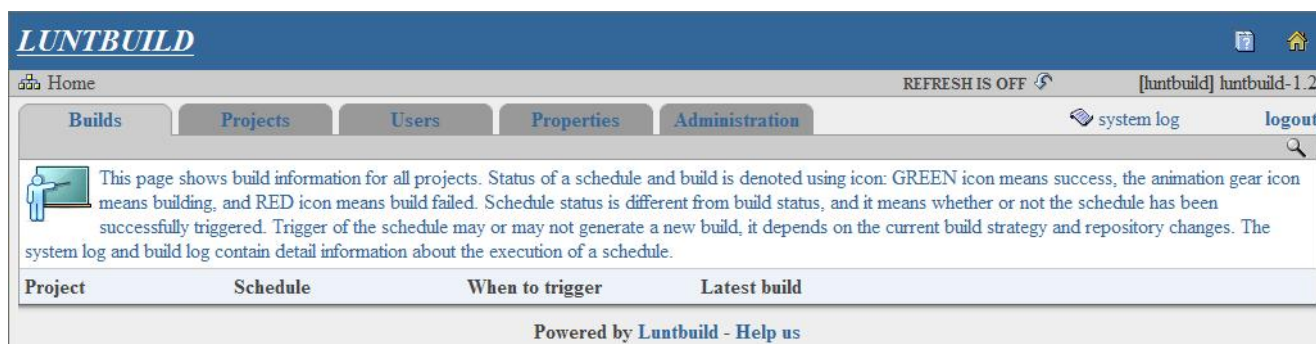 LUNTBUILD
Home REFRESH IS OFF [luntbuild] luntbuild-1.2
Builds Projects Users Properties Administration system log logout
This page shows build information for all projects. Status of a schedule and build is denoted using icon: GREEN icon means success, the animation gear icon
means building, and RED icon means build failed. Schedule status is different from build status, and it means whether or not the schedule has been
successfully triggered. Trigger of the schedule may or may not generate a new build, it depends on the current build strategy and repository changes. The
system log and build log contain detail information about the execution of a schedule.
Project Schedule When to trigger Latest build
Powered by Luntbuild - Help us